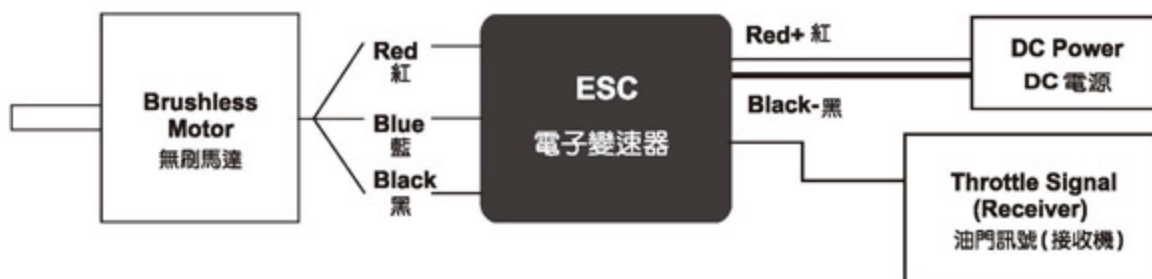 Brushless
Motor
無刷馬達
Red
紅
Blue
藍
Black
黑
ESC
電子變速器
Red+ 紅
Black-黑
DC Power
DC 電源
Throttle Signal
(Receiver)
油門訊號(接收機)